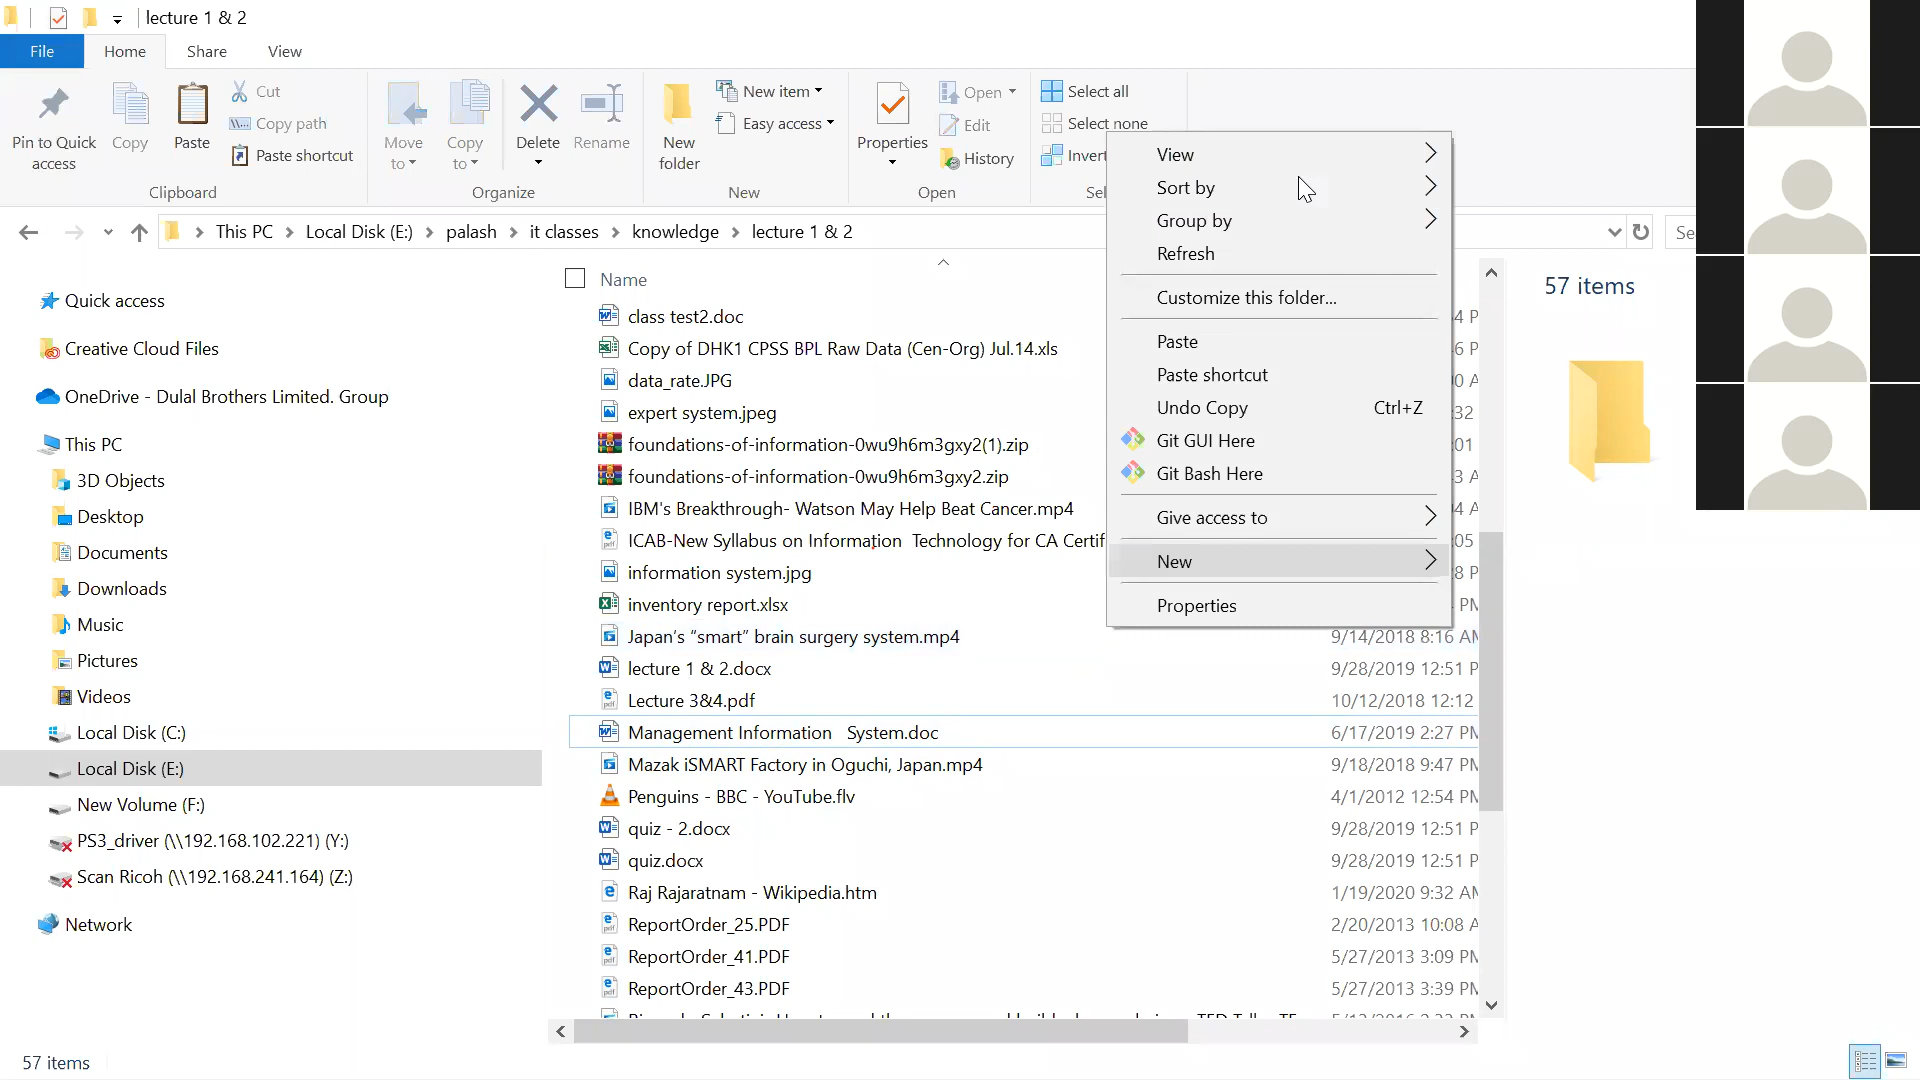 lecture 1 & 2
File Home Share View
Pin to Quick access
Copy
Paste
Cut
Copy path
Paste shortcut
Clipboard
Move to
Copy to
Delete
Rename
Organize
New folder
New item
Easy access
New
Properties
Open
Edit
History
Open
Select all
Select none
Invert
Sel
This PC > Local Disk (E:) > palash > it classes > knowledge > lecture 1 & 2
Se
Quick access
Creative Cloud Files
OneDrive - Dulal Brothers Limited. Group
This PC
3D Objects
Desktop
Documents
Downloads
Music
Pictures
Videos
Local Disk (C:)
Local Disk (E:)
New Volume (F:)
PS3_driver (\\192.168.102.221) (Y:)
Scan Ricoh (\\192.168.241.164) (Z:)
Network
Name
class test2.doc
Copy of DHK1 CPSS BPL Raw Data (Cen-Org) Jul.14.xls
data_rate.JPG
expert system.jpeg
foundations-of-information-0wu9h6m3gxy2(1).zip
foundations-of-information-0wu9h6m3gxy2.zip
IBM's Breakthrough- Watson May Help Beat Cancer.mp4
ICAB-New Syllabus on Information Technology for CA Certif
information system.jpg
inventory report.xlsx
Japan's “smart” brain surgery system.mp4 9/14/2018 8:16 AM
lecture 1 & 2.docx 9/28/2019 12:51 P
Lecture 3&4.pdf 10/12/2018 12:12
Management Information System.doc 6/17/2019 2:27 PM
Mazak iSMART Factory in Oguchi, Japan.mp4 9/18/2018 9:47 PM
Penguins - BBC - YouTube.flv 4/1/2012 12:54 PM
quiz - 2.docx 9/28/2019 12:51 P
quiz.docx 9/28/2019 12:51 P
Raj Rajaratnam - Wikipedia.htm 1/19/2020 9:32 AM
ReportOrder_25.PDF 2/20/2013 10:08 A
ReportOrder_41.PDF 5/27/2013 3:09 PM
ReportOrder_43.PDF 5/27/2013 3:39 PM
View
Sort by
Group by
Refresh
Customize this folder...
Paste
Paste shortcut
Undo Copy Ctrl+Z
Git GUI Here
Git Bash Here
Give access to
New
Properties
57 items
57 items